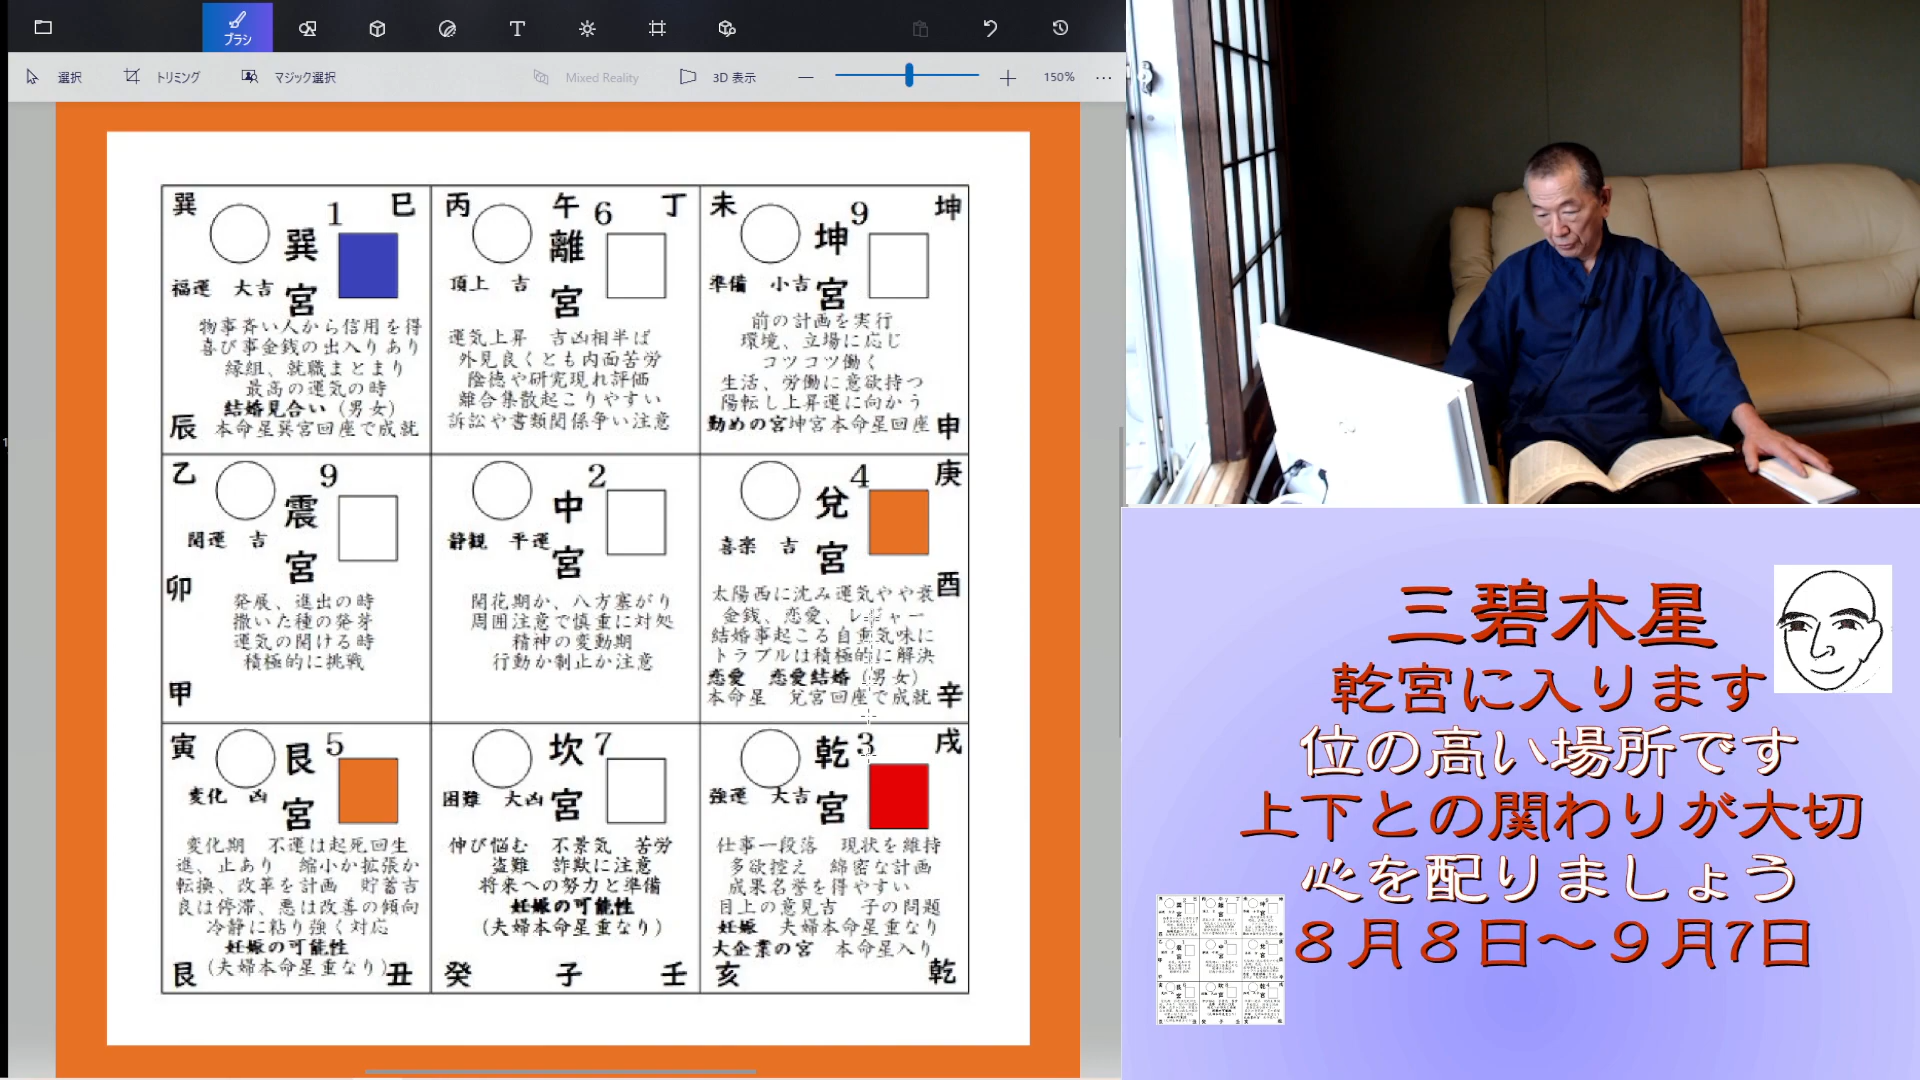 ブラシ
選択
トリミング
マジック選択
Mixed Reality
3D 表示
150%
巽
1
巳
巽宮
福運 大吉
物事斉い人から信用を得
喜び事金銭の出入りあり
縁組、就職まとまり
最高の運気の時
結婚見合い（男女）
辰
本命星巽宮回座で成就
丙
午
6
丁
離宮
頂上 吉
運気上昇 吉凶相半ば
外見良くとも内面苦労
陰徳や研究現れ評価
離合集散起こりやすい
訴訟や書類関係争い注意
未
9
坤
坤宮
準備 小吉
前の計画を実行
環境、立場に応じ
コツコツ働く
生活、労働に意欲持つ
陽転し上昇運に向かう
勤めの宮坤宮本命星回座
申
乙
9
震宮
開運 吉
卯
発展、進出の時
撒いた種の発芽
運気の開ける時
積極的に挑戦
甲
2
中宮
静観 平運
開花期か、八方塞がり
周囲注意で慎重に対処
精神の変動期
行動か制止か注意
4
庚
兌宮
喜楽 吉
酉
太陽西に沈み運気やや衰
金銭、恋愛、レジャー
結婚事起こる自重気味に
トラブルは積極的に解決
恋愛 恋愛結婚（男女）
本命星 兌宮回座で成就
辛
寅
5
艮宮
変化 凶
変化期 不運は起死回生
進、止あり 縮小か拡張か
転換、改革を計画 貯蓄吉
良は停滞、悪は改善の傾向
冷静に粘り強く対応
妊娠の可能性
（夫婦本命星重なり）
艮
丑
7
坎宮
困難 大凶
伸び悩む 不景気 苦労
盗難 詐欺に注意
将来への努力と準備
妊娠の可能性
（夫婦本命星重なり）
癸
子
壬
3
戌
乾宮
強運 大吉
仕事一段落 現状を維持
多欲控え 綿密な計画
成果名誉を得やすい
目上の意見吉 子の問題
妊娠 夫婦本命星重なり
大企業の宮 本命星入り
亥
乾
三碧木星
乾宮に入ります
位の高い場所です
上下との関わりが大切
心を配りましょう
８月８日～９月７日